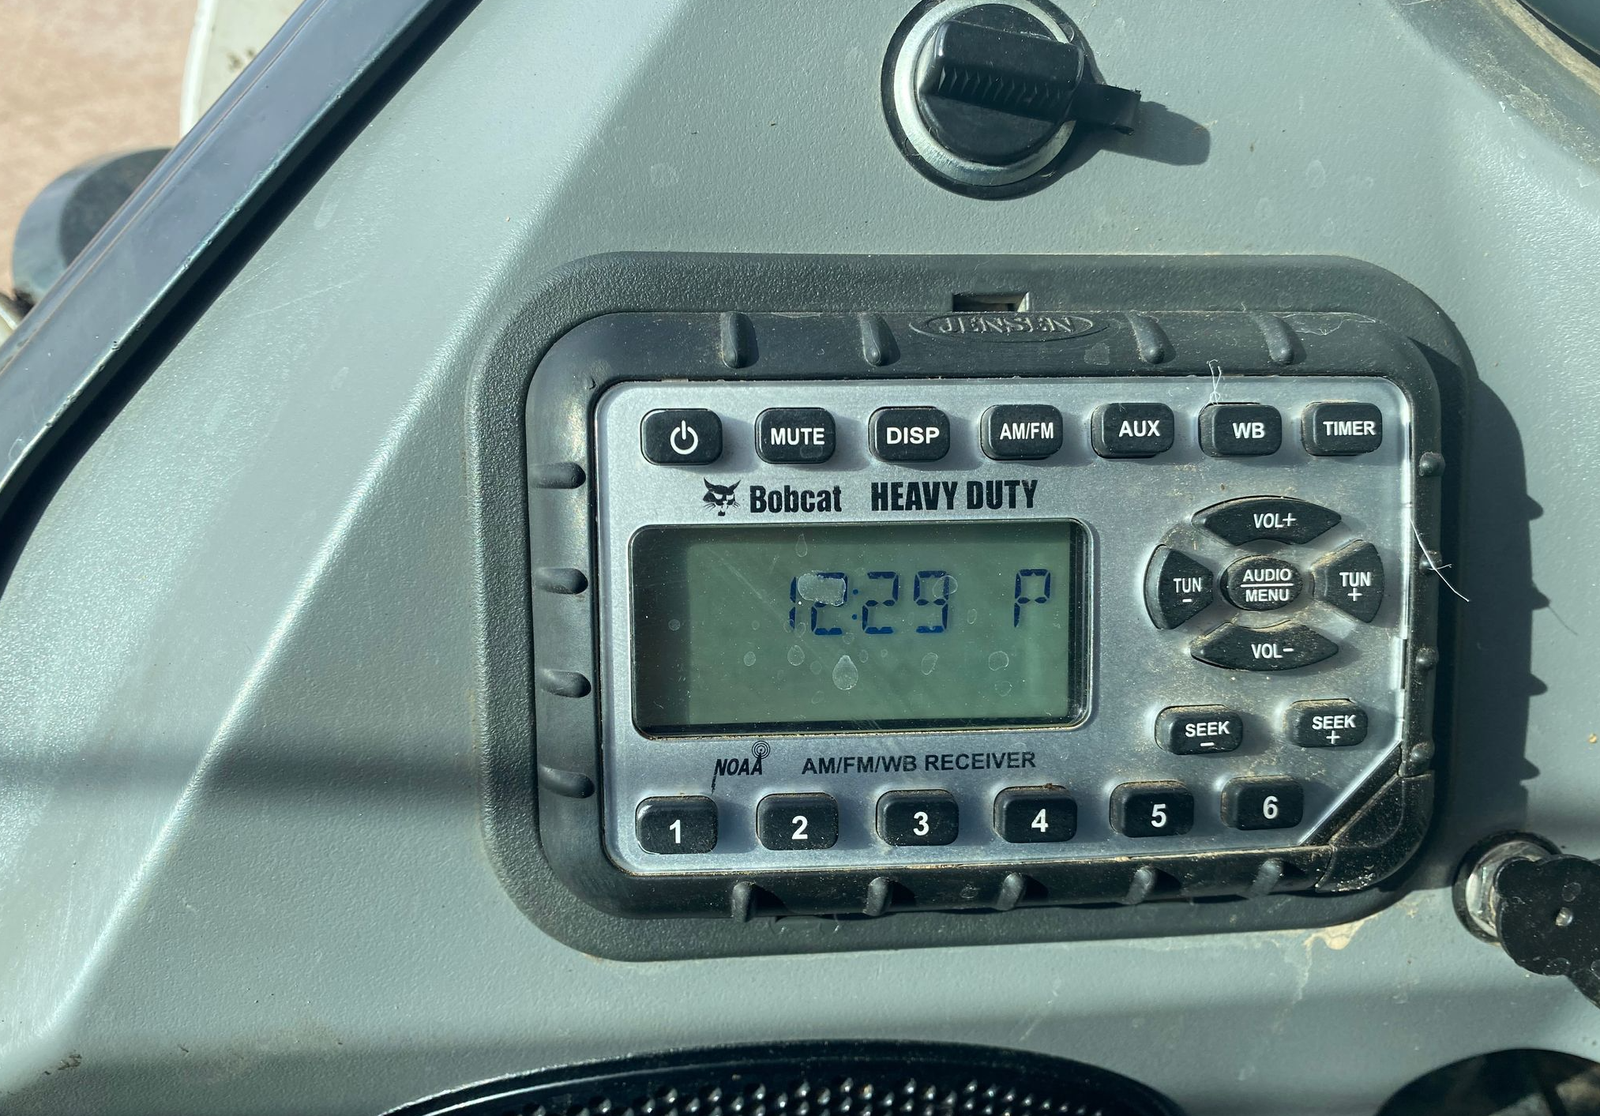 JENSEN
MUTE DISP AM/FM AUX WB TIMER
Bobcat HEAVY DUTY
VOL+
12:29 P
TUN - AUDIO MENU TUN +
VOL-
SEEK - SEEK +
NOAA AM/FM/WB RECEIVER
1 2 3 4 5 6